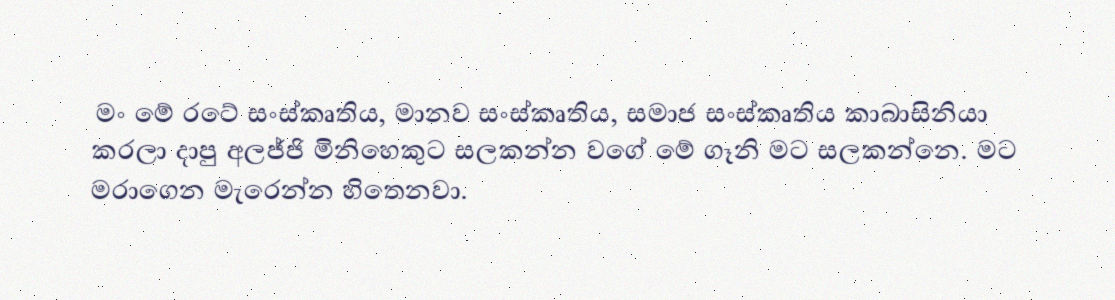 මං මේ රටේ සංස්කෘතිය, මානව සංස්කෘතිය, සමාජ සංස්කෘතිය කාබාසිනියා
කරලා දාපු අලජ්ජි මිනිහෙකුට සලකන්න වගේ මේ ගෑනි මට සලකන්නෙ. මට
මරාගෙන මැරෙන්න හිතෙනවා.